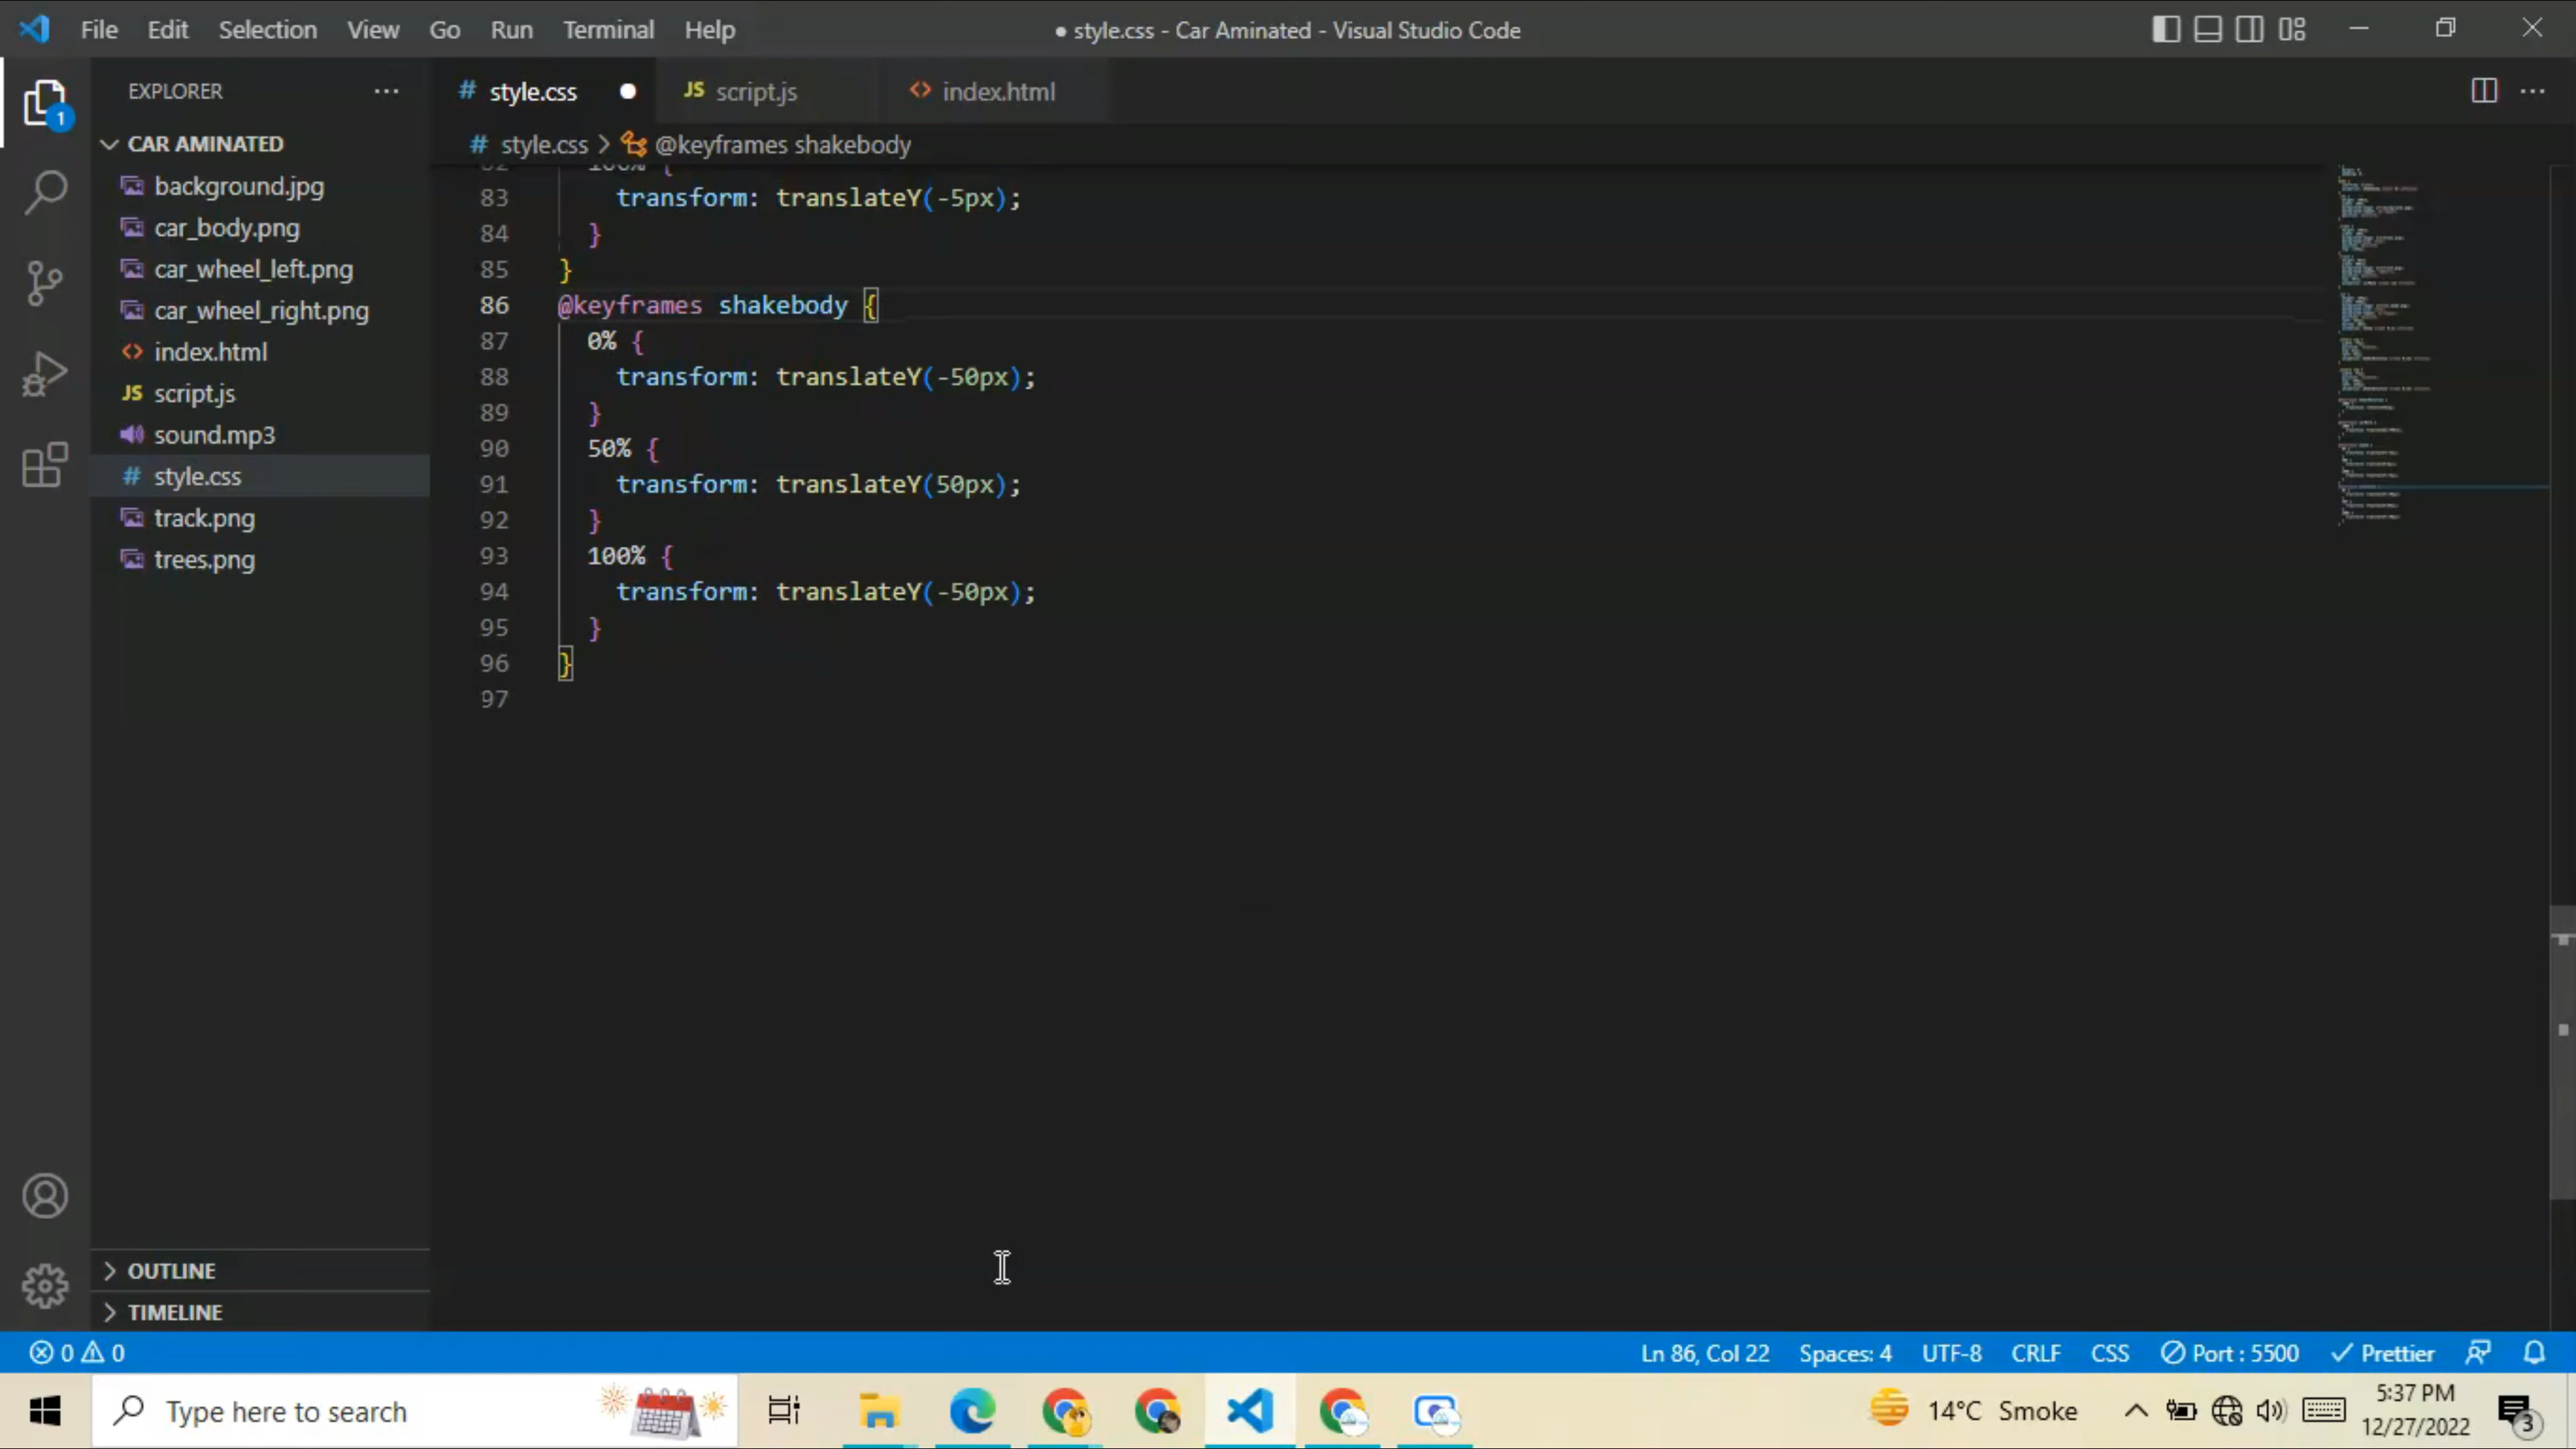 File Edit Selection View Go Run Terminal Help
● style.css - Car Aminated - Visual Studio Code
EXPLORER
# style.css
JS script.js
<> index.html
# style.css > @keyframes shakebody
CAR AMINATED
background.jpg
car_body.png
car_wheel_left.png
car_wheel_right.png
<> index.html
JS script.js
sound.mp3
# style.css
track.png
trees.png
OUTLINE
TIMELINE
83 transform: translateY(-5px);
84 }
85 }
86 @keyframes shakebody {
87 0% {
88 transform: translateY(-50px);
89 }
90 50% {
91 transform: translateY(50px);
92 }
93 100% {
94 transform: translateY(-50px);
95 }
96 }
97
1
0 0
Ln 86, Col 22 Spaces: 4 UTF-8 CRLF CSS Port : 5500 Prettier
Type here to search
14°C Smoke
5:37 PM
12/27/2022
3